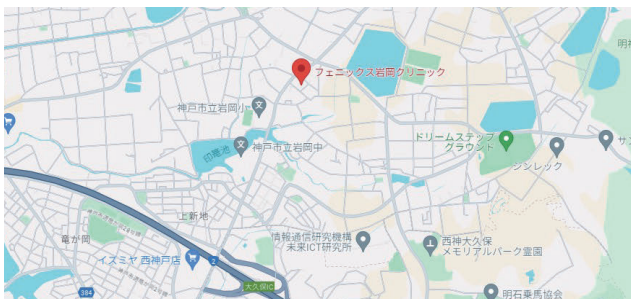 フェニックス岩岡クリニック
明神
神戸市立岩岡小
印籠池
神戸市立岩岡中
ドリームステップ
グラウンド
サン
シンレック
上新地
竜が岡
イズミヤ 西神戸店
2
情報通信研究機構
未来ICT研究所
西神大久保
メモリアルパーク霊園
384
大久保IC
明石乗馬協会